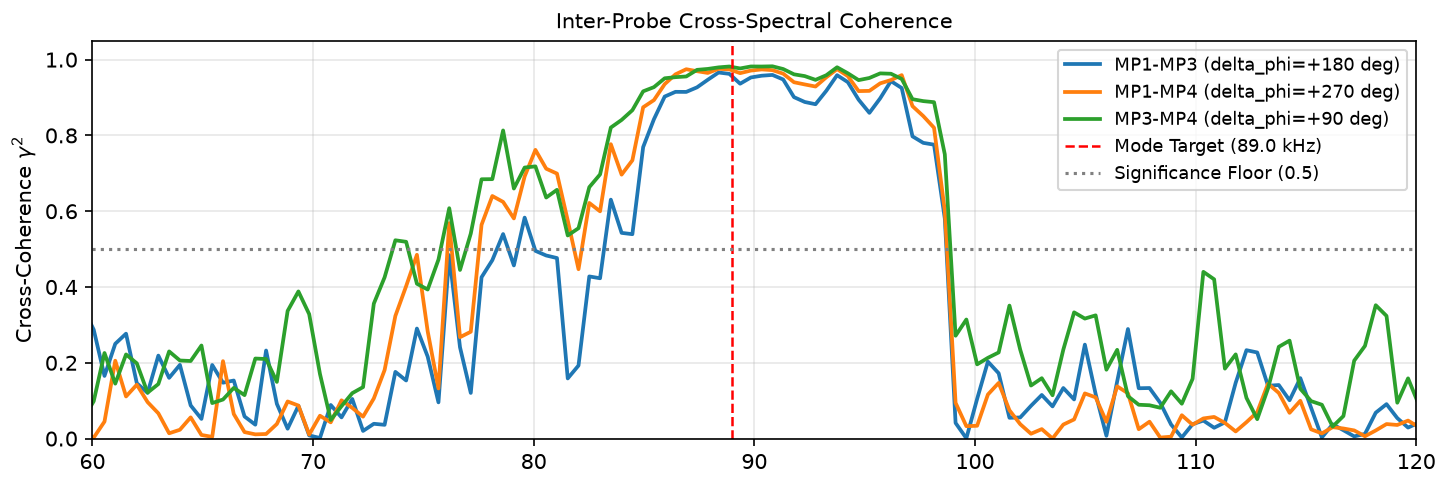 Inter-Probe Cross-Spectral Coherence
Cross-Coherence γ²
1.0
0.8
0.6
0.4
0.2
0.0
60
70
80
90
100
110
120
MP1-MP3 (delta_phi=+180 deg)
MP1-MP4 (delta_phi=+270 deg)
MP3-MP4 (delta_phi=+90 deg)
Mode Target (89.0 kHz)
Significance Floor (0.5)